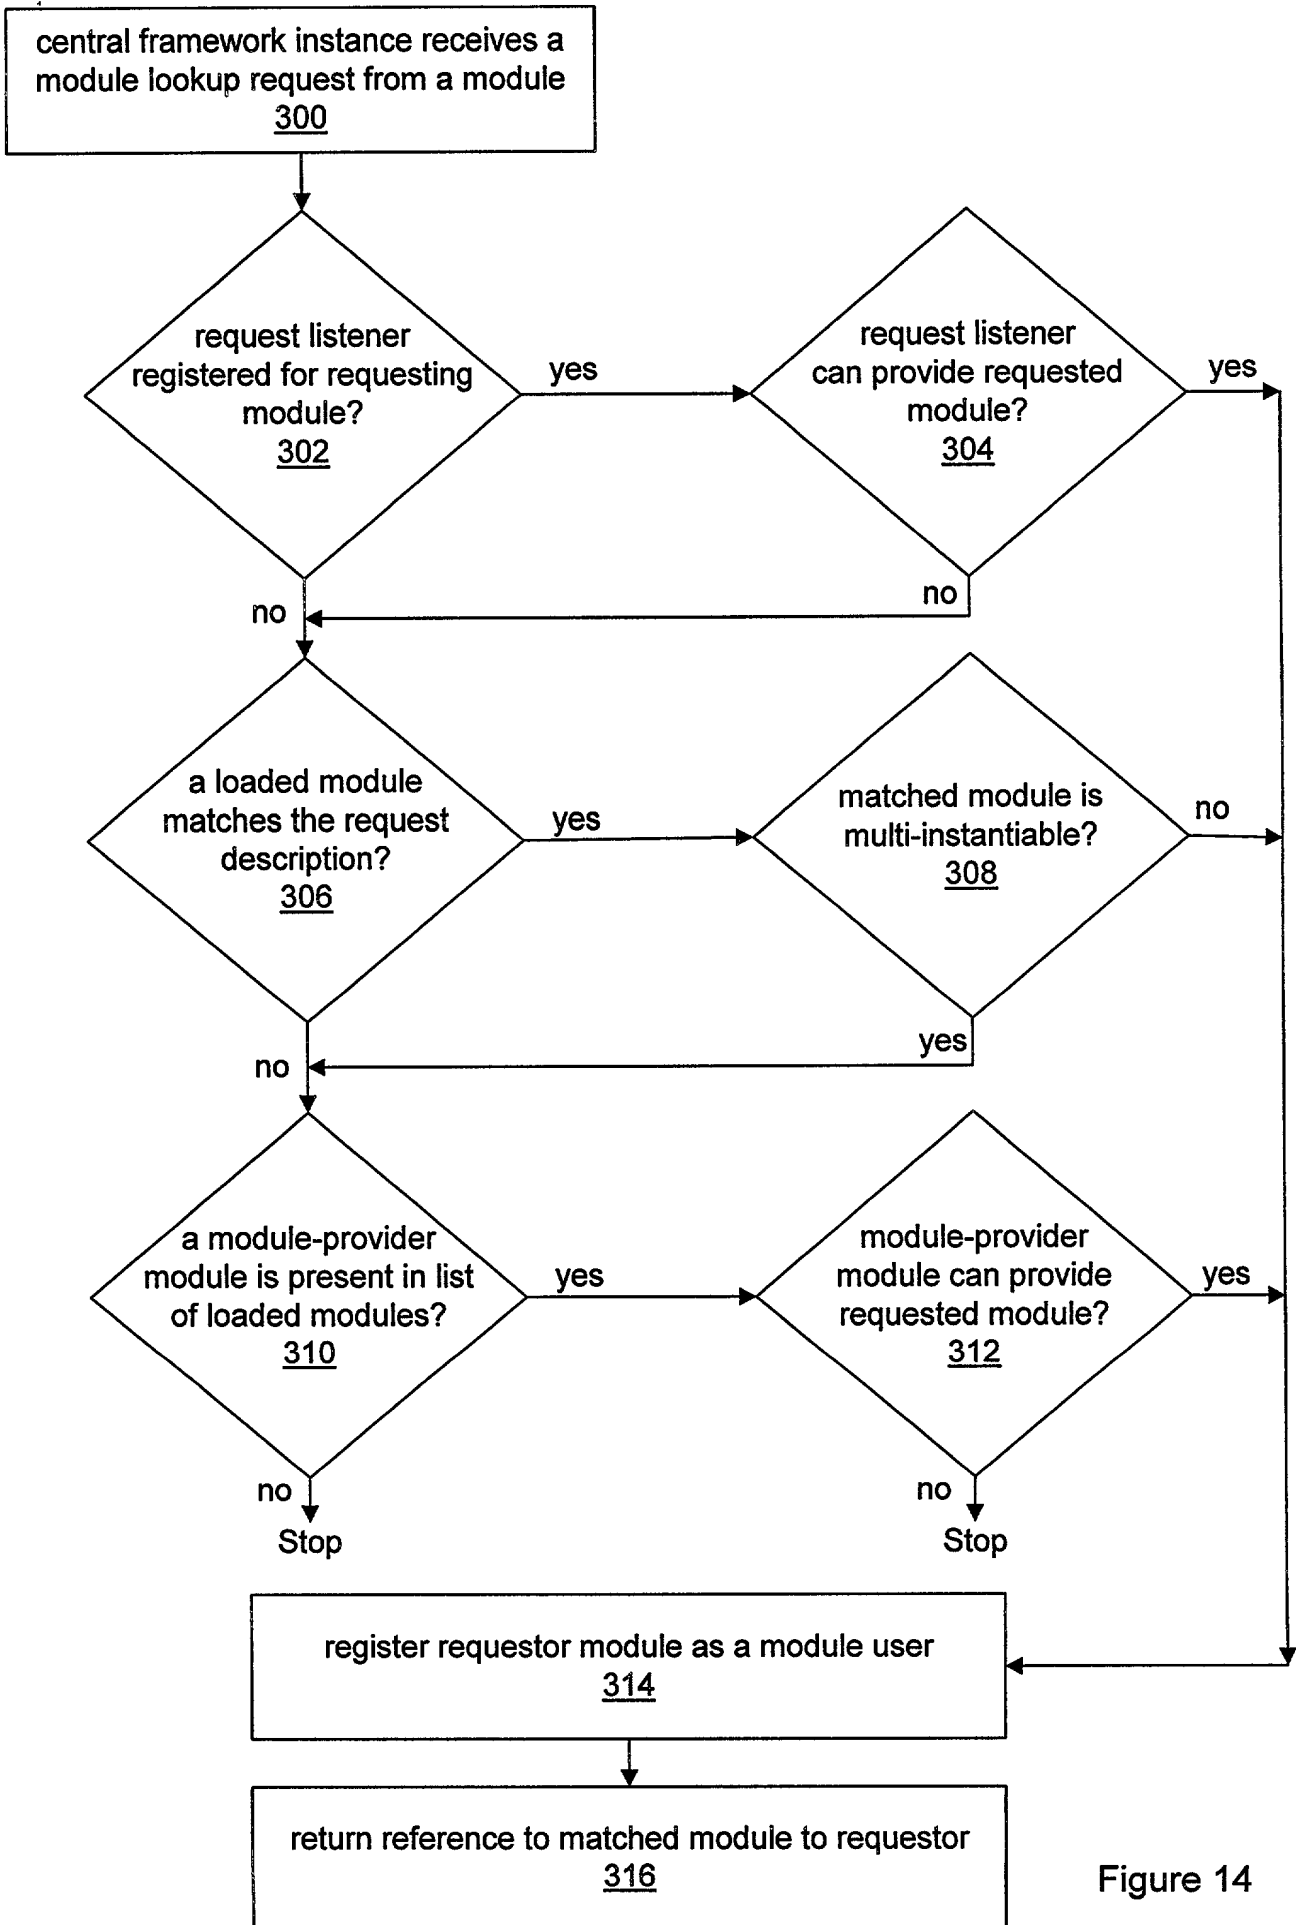 central framework instance receives a
module lookup request from a module
300
request listener
registered for requesting
module?
302
yes
request listener
can provide requested
module?
304
yes
no
no
a loaded module
matches the request
description?
306
yes
matched module is
multi-instantiable?
308
no
yes
no
a module-provider
module is present in list
of loaded modules?
310
yes
module-provider
module can provide
requested module?
312
yes
no
Stop
no
Stop
register requestor module as a module user
314
return reference to matched module to requestor
316
Figure 14